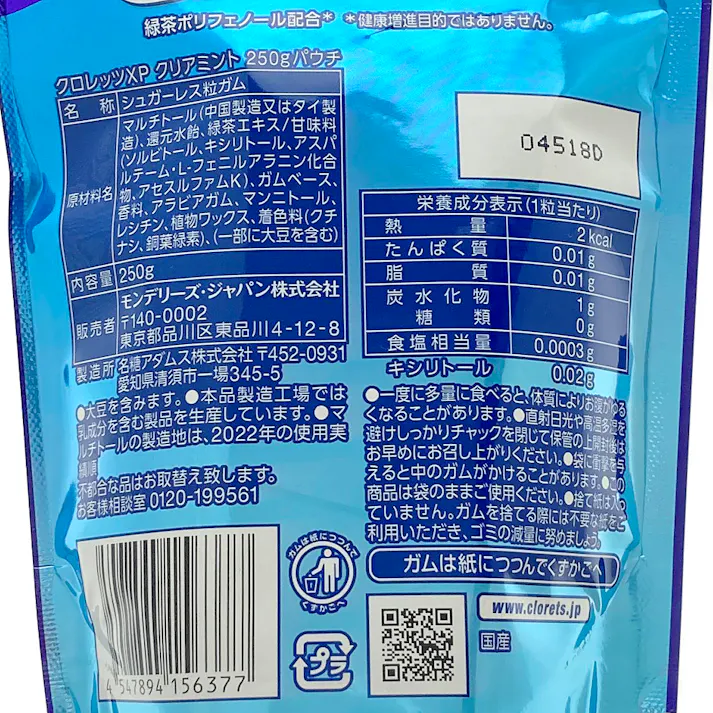 緑茶ポリフェノール配合* *健康増進目的ではありません。
クロレッツXP クリアミント 250gパウチ
名 称 シュガーレス粒ガム
原材料名
マルチトール(中国製造又はタイ製
造)、還元水飴、緑茶エキス/甘味料
(ソルビトール、キシリトール、アスパ
ルテーム・L-フェニルアラニン化合
物、アセスルファムK)、ガムベース、
香料、アラビアガム、マンニトール、
レシチン、植物ワックス、着色料(クチ
ナシ、銅葉緑素)、(一部に大豆を含む)
内容量 250g
販売者
モンデリーズ・ジャパン株式会社
〒140-0002
東京都品川区東品川4-12-8
製造所 名糖アダムス株式会社 〒452-0931
愛知県清須市一場345-5
●大豆を含みます。●本品製造工場では
乳成分を含む製品を生産しています。●マ
ルチトールの製造地は、2022年の使用実
績順
不都合な品はお取替え致します。
お客様相談室 0120-199561
04518D
栄養成分表示(1粒当たり)
熱 量 2kcal
たんぱく質 0.01g
脂 質 0.01g
炭水化物 1g
糖 類 0g
食塩相当量 0.0003g
キシリトール 0.02g
●一度に多量に食べると、体質によりお腹がゆる
くなることがあります。●直射日光や高温多湿を
避けしっかりチャックを閉じて保管の上開封後は
お早めにお召し上がりください。●袋に衝撃を与
えると中のガムがかけることがあります。●この
商品は袋のままご使用ください。●捨て紙は入っ
ていません。ガムを捨てる際には不要な紙をご
利用いただき、ゴミの減量に努めましょう。
ガムは紙につつんでくずかごへ
ガムは紙につつんで
くずかごへ
プラ
www.clorets.jp
国産
4 547894 156377